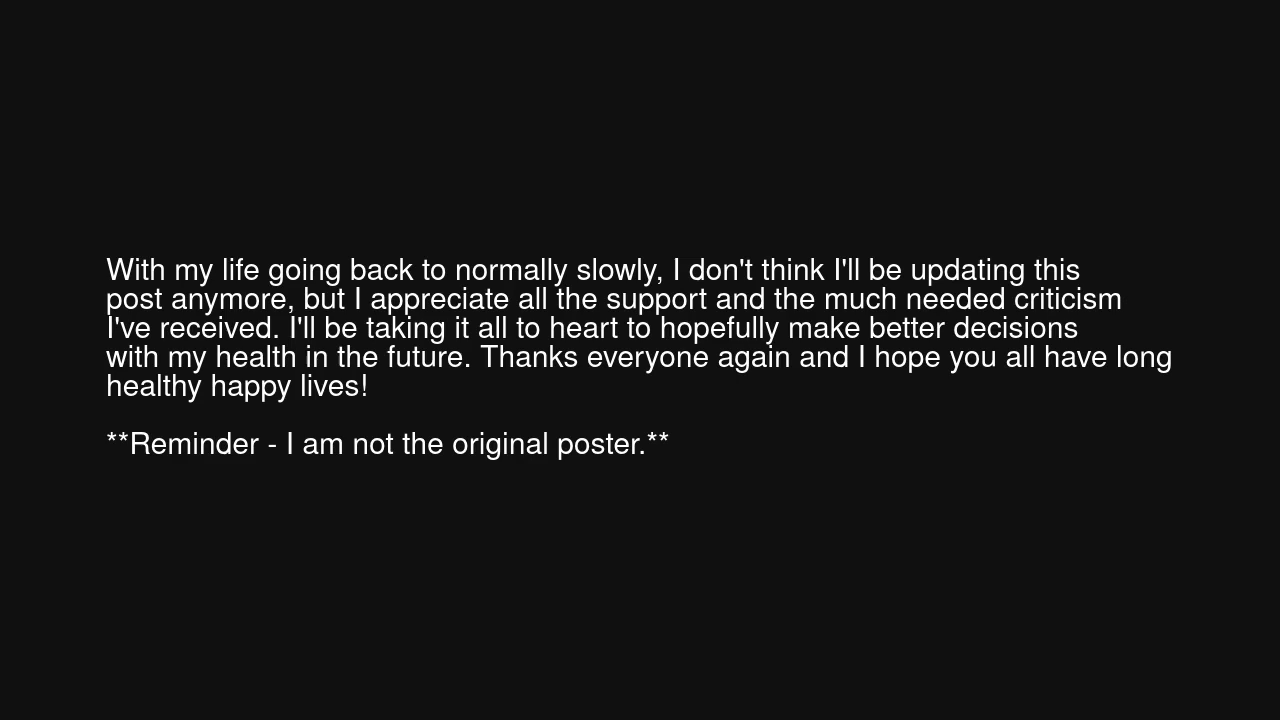 With my life going back to normally slowly, I don't think I'll be updating this
post anymore, but I appreciate all the support and the much needed criticism
I've received. I'll be taking it all to heart to hopefully make better decisions
with my health in the future. Thanks everyone again and I hope you all have long
healthy happy lives!
**Reminder - I am not the original poster.**